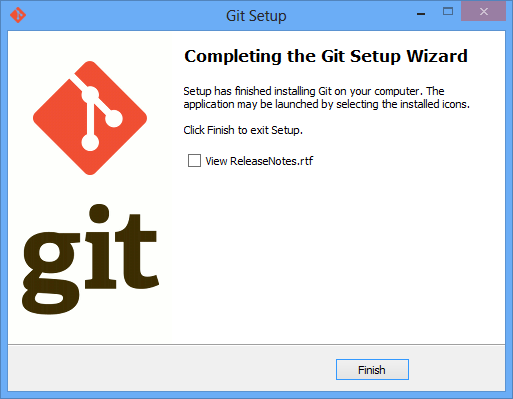 Git Setup
Completing the Git Setup Wizard
Setup has finished installing Git on your computer. The
application may be launched by selecting the installed icons.
Click Finish to exit Setup.
View ReleaseNotes.rtf
git
Finish